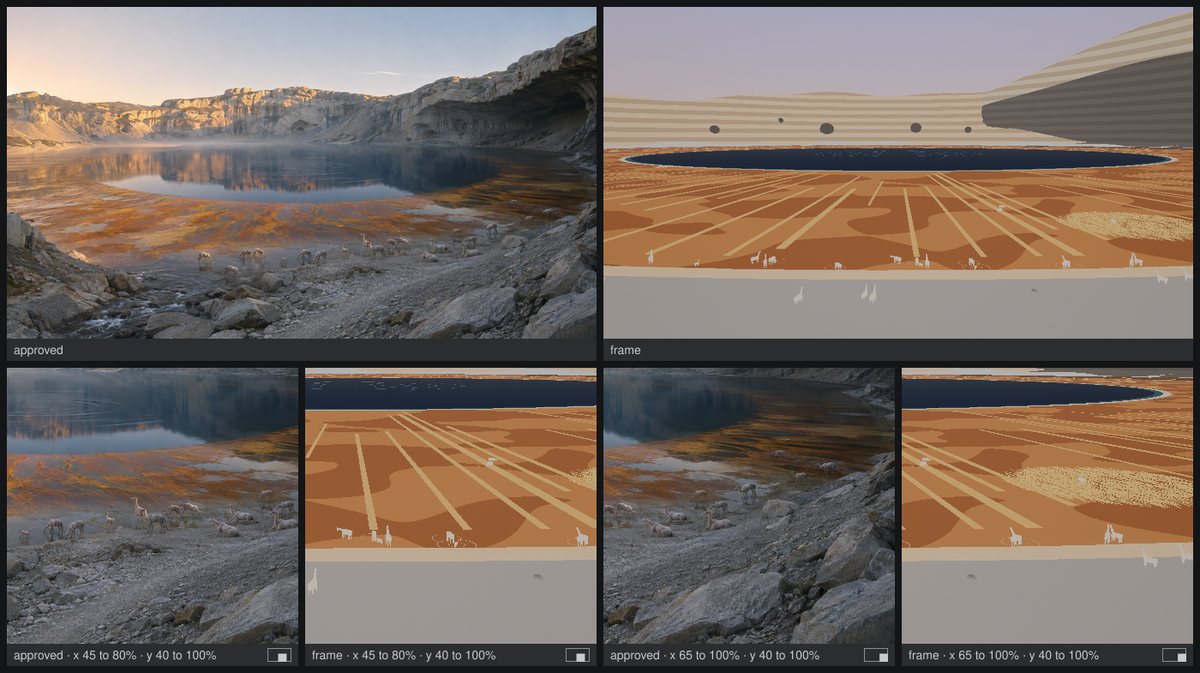 approved
frame
approved · x 45 to 80% · y 40 to 100%
frame · x 45 to 80% · y 40 to 100%
approved · x 65 to 100% · y 40 to 100%
frame · x 65 to 100% · y 40 to 100%